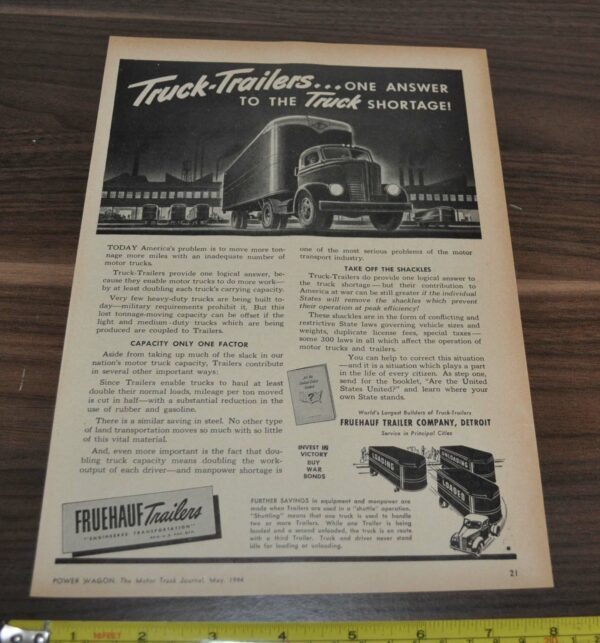 Truck-Trailers... ONE ANSWER
TO THE Truck SHORTAGE!
TODAY America's problem is to move more ton-
nage more miles with an inadequate number of
motor trucks.
Truck-Trailers provide one logical answer, be-
cause they enable motor trucks to do more work—
by at least doubling each truck's carrying capacity.
Very few heavy-duty trucks are being built to-
day—military requirements prohibit it. But this
lost tonnage-moving capacity can be offset if the
light and medium-duty trucks which are being
produced are coupled to Trailers.
CAPACITY ONLY ONE FACTOR
Aside from taking up much of the slack in our
nation's motor truck capacity, Trailers contribute
in several other important ways:
Since Trailers enable trucks to haul at least
double their normal loads, mileage per ton moved
is cut in half—with a substantial reduction in the
use of rubber and gasoline.
There is a similar saving in steel. No other type
of land transportation moves so much with so little
of this vital material.
And, even more important is the fact that dou-
bling truck capacity means doubling the work-
output of each driver—and manpower shortage is
one of the most serious problems of the motor
transport industry.
TAKE OFF THE SHACKLES
Truck-Trailers do provide one logical answer to
the truck shortage—but their contribution to
America at war can be still greater if the individual
States will remove the shackles which prevent
their operation at peak efficiency!
These shackles are in the form of conflicting and
restrictive State laws governing vehicle sizes and
weights, duplicate license fees, special taxes—
some 300 laws in all which affect the operation of
motor trucks and trailers.
You can help to correct this situation
—and it is a situation which plays a part
in the life of every citizen. As step one,
send for the booklet, "Are the United
States United?" and learn where your
own State stands.
World's Largest Builders of Truck-Trailers
FRUEHAUF TRAILER COMPANY, DETROIT
Service in Principal Cities
INVEST IN
VICTORY
BUY
WAR
BONDS
LOADING
UNLOADING
LOADED
FRUEHAUF Trailers
"ENGINEERED TRANSPORTATION"
REG. U.S. PAT. OFF.
FURTHER SAVINGS in equipment and manpower are
made when Trailers are used in a "shuttle" operation.
"Shuttling" means that one truck is used to handle
two or more Trailers. While one Trailer is being
loaded and a second unloaded, the truck is en route
with a third Trailer. Truck and driver never stand
idle for loading or unloading.
POWER WAGON, The Motor Truck Journal, May, 1944
21
1 2 3 4 5 6 7 8